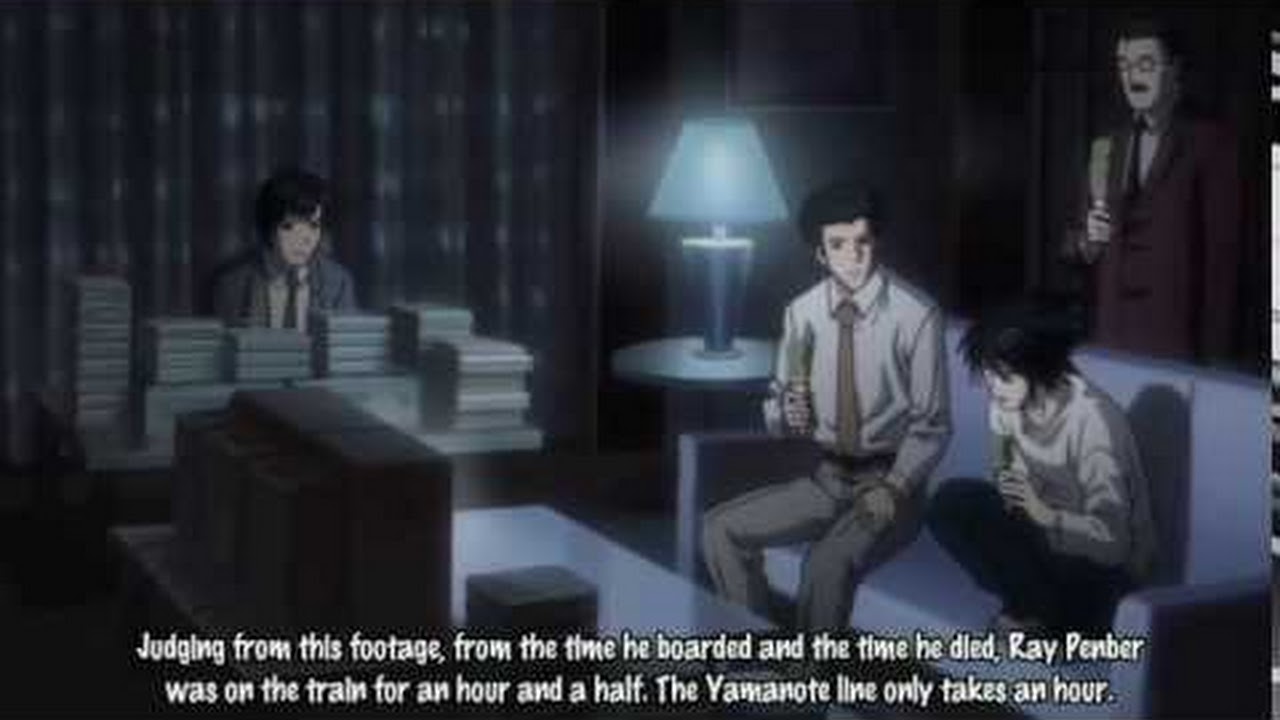 Judging from this footage, from the time he boarded and the time he died, Ray Penber
was on the train for an hour and a half. The Yamanote line only takes an hour.